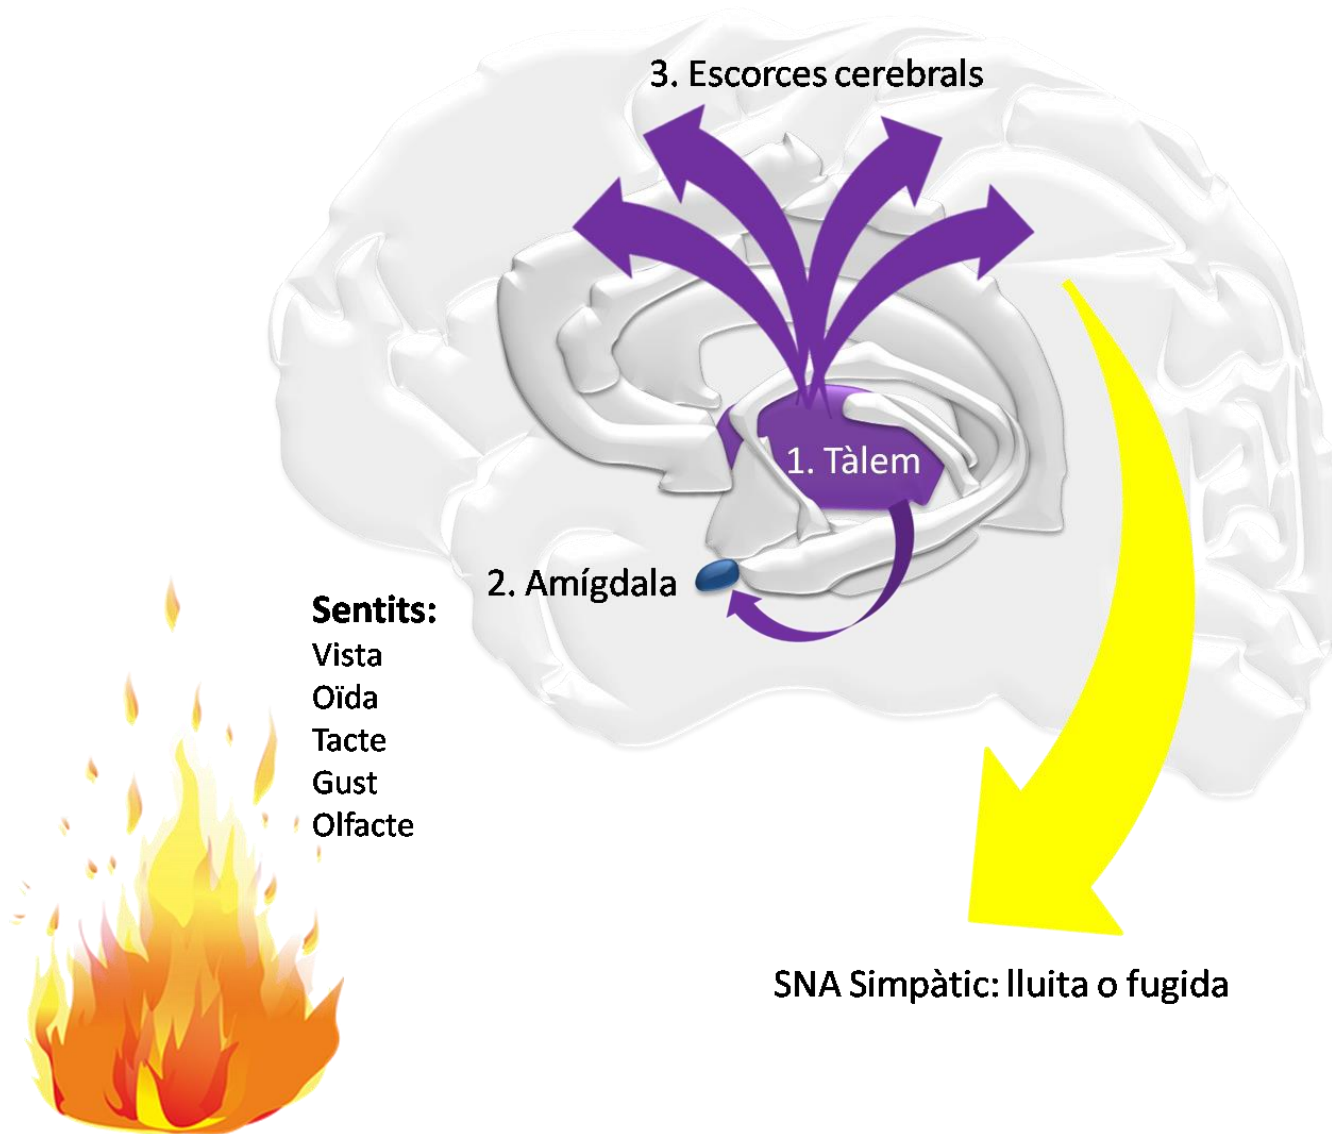 3. Escorces cerebrals
1. Tàlem
2. Amígdala
Sentits:
Vista
Oïda
Tacte
Gust
Olfacte
SNA Simpàtic: lluita o fugida